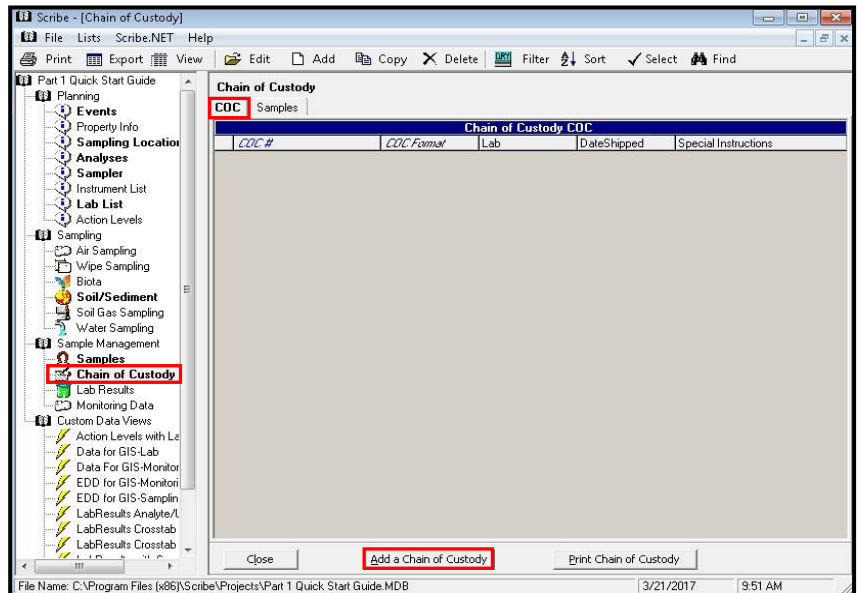 Scribe - [Chain of Custody]
File Lists Scribe.NET Help
Print Export View Edit Add Copy Delete QRY Filter Sort Select Find
Part 1 Quick Start Guide
Planning
Events
Property Info
Sampling Location
Analyses
Sampler
Instrument List
Lab List
Action Levels
Sampling
Air Sampling
Wipe Sampling
Biota
Soil/Sediment
Soil Gas Sampling
Water Sampling
Sample Management
Samples
Chain of Custody
Lab Results
Monitoring Data
Custom Data Views
Action Levels with La
Data for GIS-Lab
Data For GIS-Monitor
EDD for GIS-Monitori
EDD for GIS-Samplin
LabResults Analyte/L
LabResults Crosstab
LabResults Crosstab
Chain of Custody
COC Samples
Chain of Custody COC
COC # COC Format Lab DateShipped Special Instructions
Close Add a Chain of Custody Print Chain of Custody
File Name: C:\Program Files (x86)\Scribe\Projects\Part 1 Quick Start Guide.MDB 3/21/2017 9:51 AM